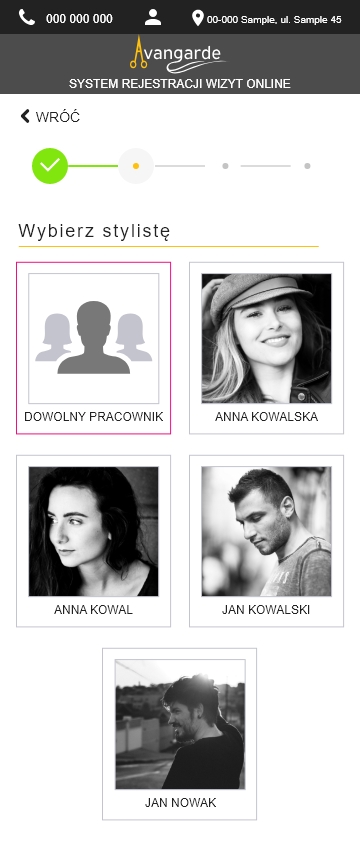 000 000 000
00-000 Sample, ul. Sample 45
Avangarde
SYSTEM REJESTRACJI WIZYT ONLINE
WRÓĆ
Wybierz stylistę
DOWOLNY PRACOWNIK
ANNA KOWALSKA
ANNA KOWAL
JAN KOWALSKI
JAN NOWAK